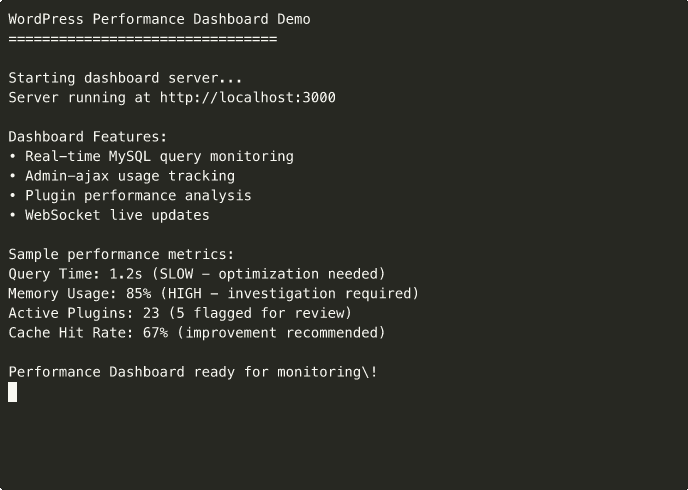 WordPress Performance Dashboard Demo
================================
Starting dashboard server...
Server running at http://localhost:3000
Dashboard Features:
• Real-time MySQL query monitoring
• Admin-ajax usage tracking
• Plugin performance analysis
• WebSocket live updates
Sample performance metrics:
Query Time: 1.2s (SLOW - optimization needed)
Memory Usage: 85% (HIGH - investigation required)
Active Plugins: 23 (5 flagged for review)
Cache Hit Rate: 67% (improvement recommended)
Performance Dashboard ready for monitoring\!